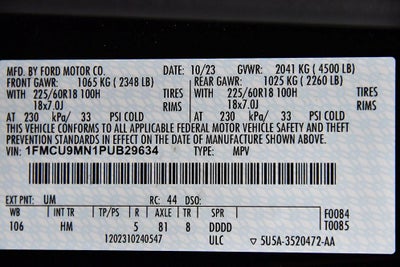 MFD. BY FORD MOTOR CO. DATE: 10/23 GVWR: 2041 KG ( 4500 LB)
FRONT GAWR: 1065 KG ( 2348 LB) REAR GAWR: 1025 KG ( 2260 LB)
WITH 225/60R18 100H TIRES WITH 225/60R18 100H TIRES
18x7.0J RIMS 18x7.0J RIMS
AT 230 kPa/ 33 PSI COLD AT 230 kPa/ 33 PSI COLD
THIS VEHICLE CONFORMS TO ALL APPLICABLE FEDERAL MOTOR VEHICLE SAFETY AND THEFT
PREVENTION STANDARDS IN EFFECT ON THE DATE OF MANUFACTURE SHOWN ABOVE.
VIN: 1FMCU9MN1PUB29634 TYPE: MPV
EXT PNT: UM RC: 44 DSO:
WB INT TR TP/PS R AXLE TR SPR F0084
106 HM 5 81 8 DDDD T0085
1202310240547 ULC 5U5A-3520472-AA